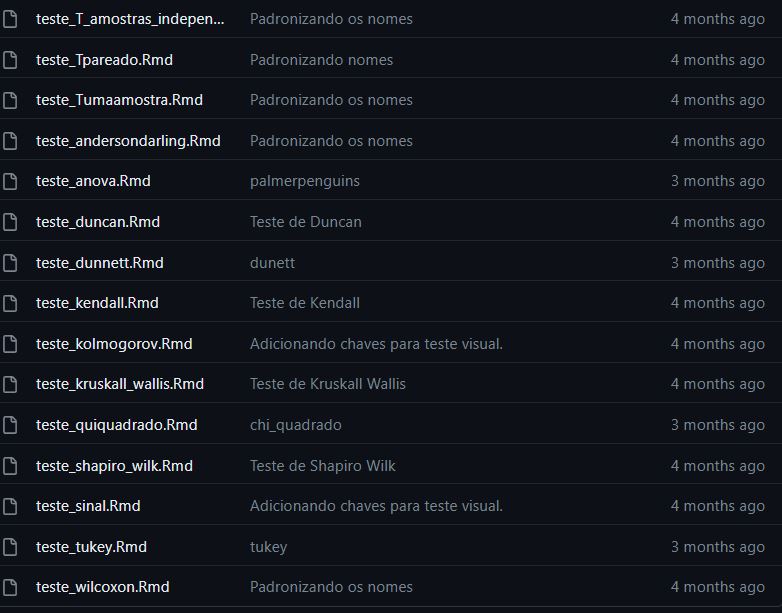 teste_T_amostras_indepen... Padronizando os nomes 4 months ago
teste_Tpareado.Rmd Padronizando nomes 4 months ago
teste_Tumaamostra.Rmd Padronizando os nomes 4 months ago
teste_andersondarling.Rmd Padronizando os nomes 4 months ago
teste_anova.Rmd palmerpenguins 3 months ago
teste_duncan.Rmd Teste de Duncan 4 months ago
teste_dunnett.Rmd dunett 3 months ago
teste_kendall.Rmd Teste de Kendall 4 months ago
teste_kolmogorov.Rmd Adicionando chaves para teste visual. 4 months ago
teste_kruskall_wallis.Rmd Teste de Kruskall Wallis 4 months ago
teste_quiquadrado.Rmd chi_quadrado 3 months ago
teste_shapiro_wilk.Rmd Teste de Shapiro Wilk 4 months ago
teste_sinal.Rmd Adicionando chaves para teste visual. 4 months ago
teste_tukey.Rmd tukey 3 months ago
teste_wilcoxon.Rmd Padronizando os nomes 4 months ago